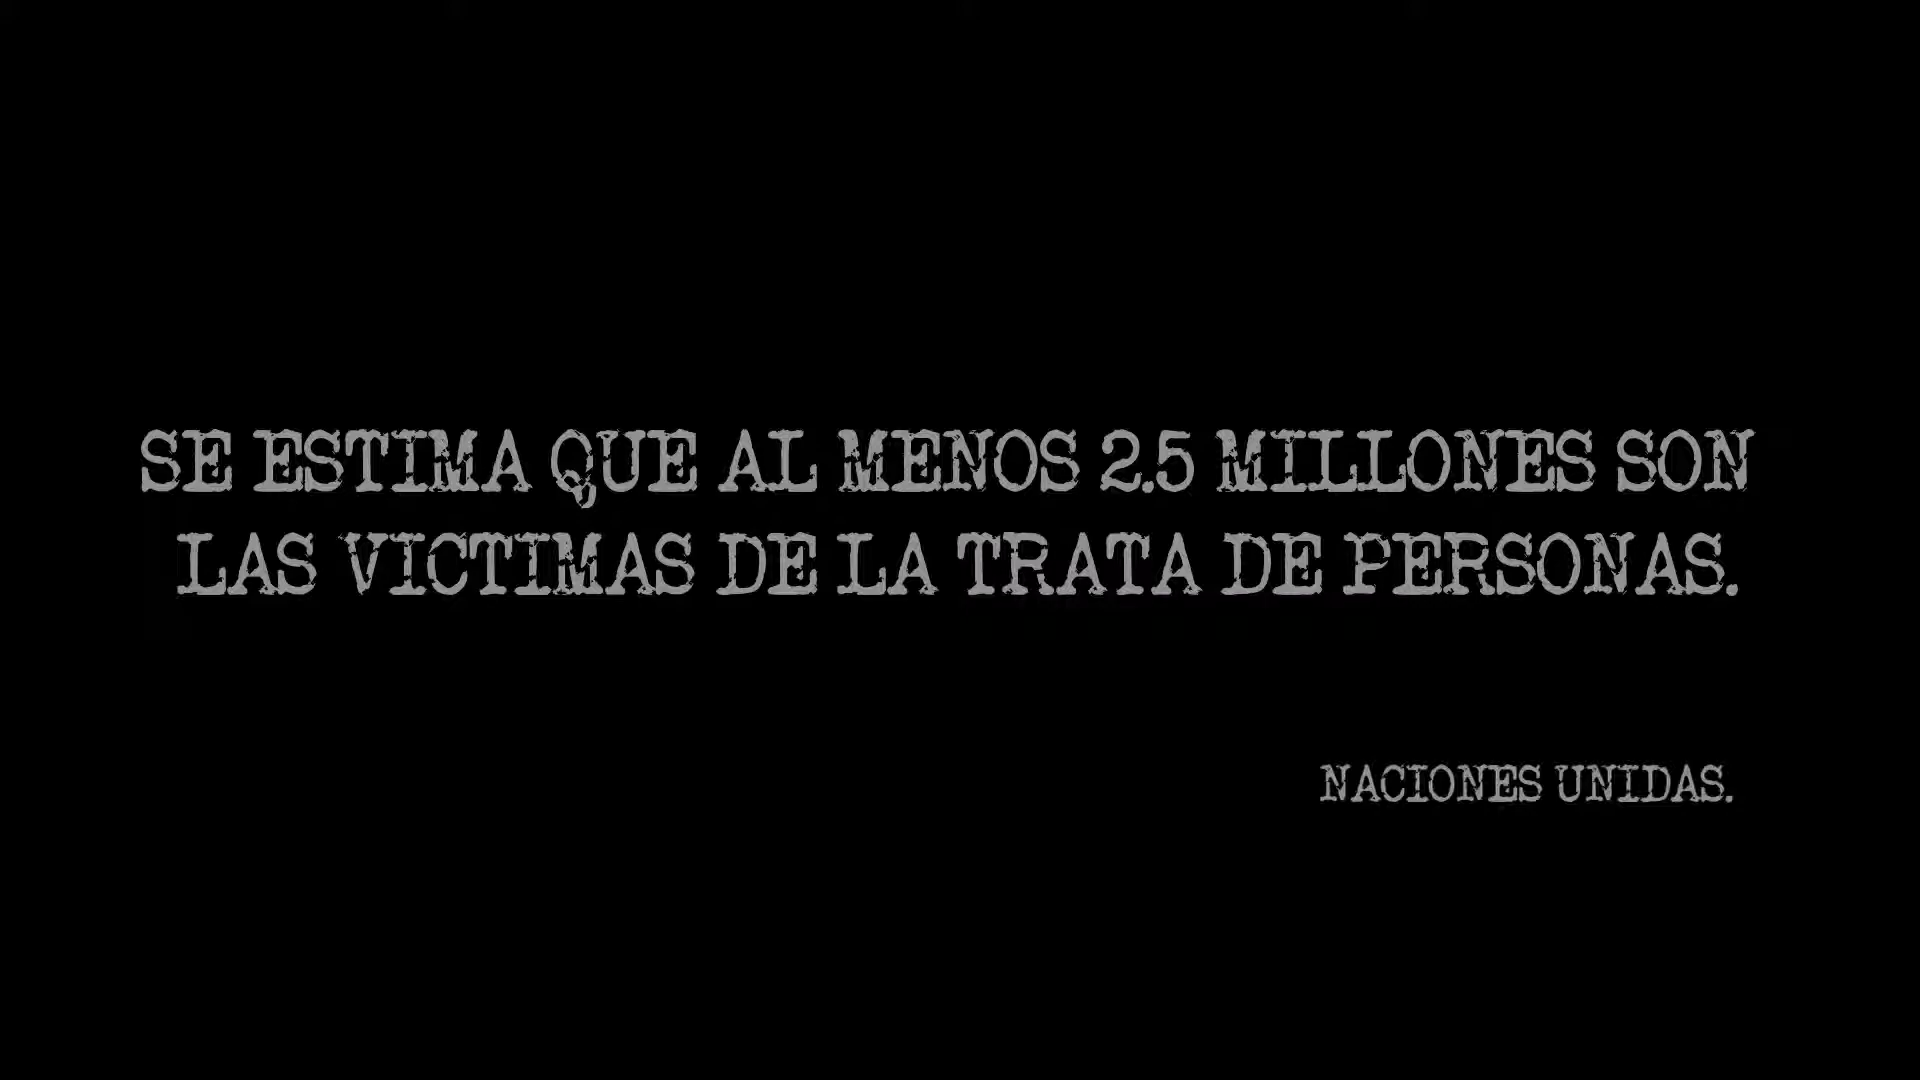 SE ESTIMA QUE AL MENOS 2.5 MILLONES SON
LAS VICTIMAS DE LA TRATA DE PERSONAS.
NACIONES UNIDAS.